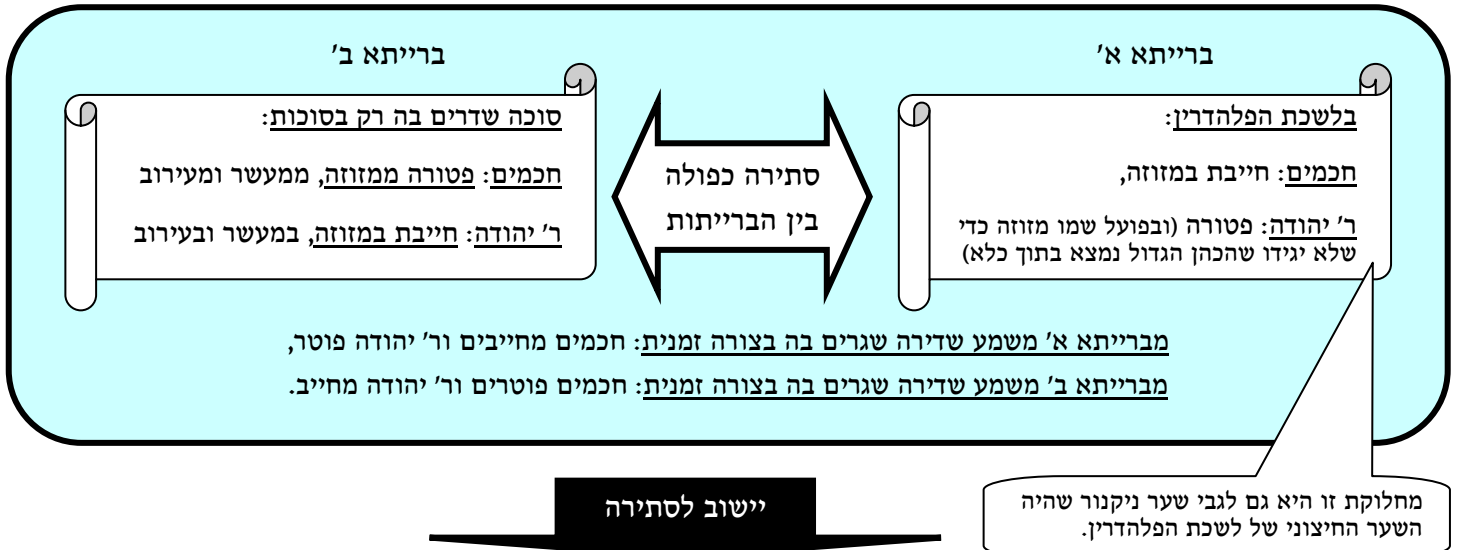 ברייתא א'
בלשכת הפלהדרין:
חכמים: חייבת במזוזה,
ר' יהודה: פטורה (ובפועל שמו מזוזה כדי
שלא יגידו שהכהן הגדול נמצא בתוך כלא)
סתירה כפולה
בין הברייתות
ברייתא ב'
סוכה שדרים בה רק בסוכות:
חכמים: פטורה ממזוזה, ממעשר ומעירוב
ר' יהודה: חייבת במזוזה, במעשר ובעירוב
מברייתא א' משמע שדירה שגרים בה בצורה זמנית: חכמים מחייבים ור' יהודה פוטר,
מברייתא ב' משמע שדירה שגרים בה בצורה זמנית: חכמים פוטרים ור' יהודה מחייב.
מחלוקת זו היא גם לגבי שער ניקנור שהיה
השער החיצוני של לשכת הפלהדרין.
יישוב לסתירה